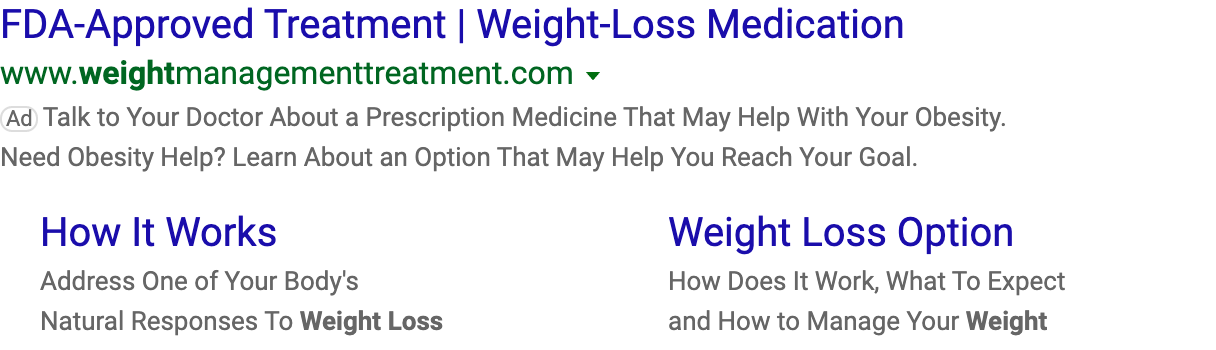 FDA-Approved Treatment | Weight-Loss Medication
www.weightmanagementtreatment.com
Ad Talk to Your Doctor About a Prescription Medicine That May Help With Your Obesity.
Need Obesity Help? Learn About an Option That May Help You Reach Your Goal.
How It Works
Address One of Your Body's
Natural Responses To Weight Loss
Weight Loss Option
How Does It Work, What To Expect
and How to Manage Your Weight